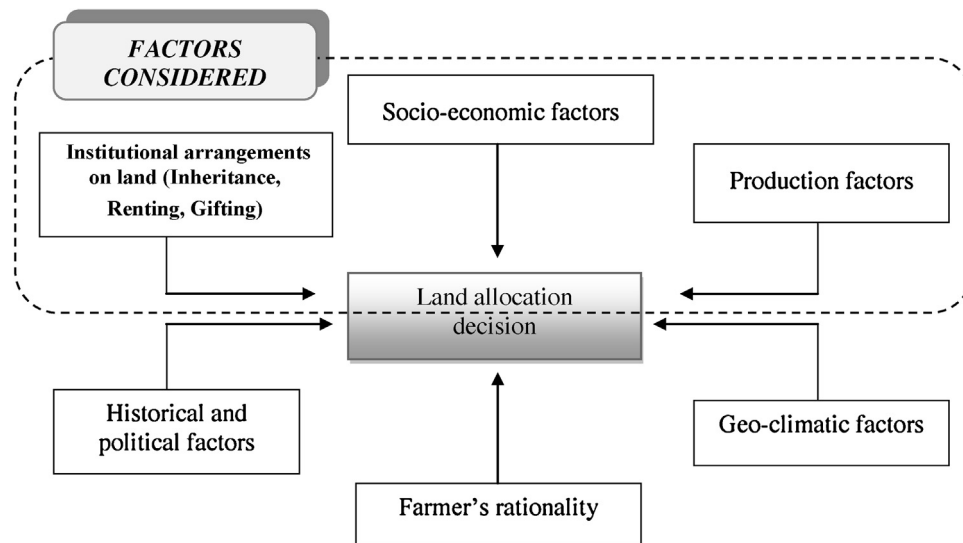 FACTORS
CONSIDERED
Socio-economic factors
Institutional arrangements
on land (Inheritance,
Renting, Gifting)
Production factors
Land allocation
decision
Historical and
political factors
Geo-climatic factors
Farmer’s rationality